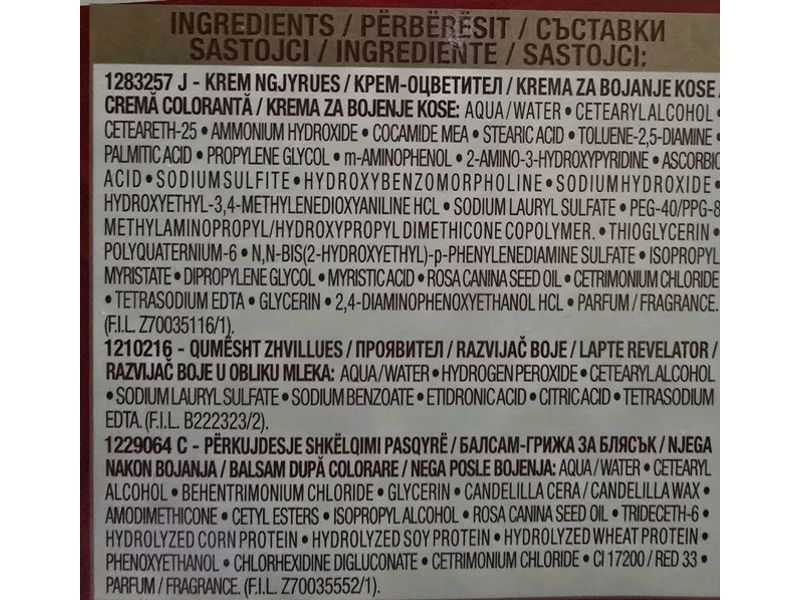 INGREDIENTS / PËRBËRËSIT / СЪСТАВКИ
SASTOJCI / INGREDIENTE / SASTOJCI:
1283257 J - KREM NGJYRUES / КРЕМ-ОЦВЕТИТЕЛ / KREMA ZA BOJANJE KOSE /
CREMĂ COLORANTĂ / KREMA ZA BOJENJE KOSE: AQUA / WATER • CETEARYL ALCOHOL •
CETEARETH-25 • AMMONIUM HYDROXIDE • COCAMIDE MEA • STEARIC ACID • TOLUENE-2,5-DIAMINE •
PALMITIC ACID • PROPYLENE GLYCOL • m-AMINOPHENOL • 2-AMINO-3-HYDROXYPYRIDINE • ASCORBIC
ACID • SODIUM SULFITE • HYDROXYBENZOMORPHOLINE • SODIUM HYDROXIDE •
HYDROXYETHYL-3,4-METHYLENEDIOXYANILINE HCL • SODIUM LAURYL SULFATE • PEG-40/PPG-8
METHYLAMINOPROPYL/HYDROXYPROPYL DIMETHICONE COPOLYMER. • THIOGLYCERIN •
POLYQUATERNIUM-6 • N,N-BIS(2-HYDROXYETHYL)-p-PHENYLENEDIAMINE SULFATE • ISOPROPYL
MYRISTATE • DIPROPYLENE GLYCOL • MYRISTIC ACID • ROSA CANINA SEED OIL • CETRIMONIUM CHLORIDE
• TETRASODIUM EDTA • GLYCERIN • 2,4-DIAMINOPHENOXYETHANOL HCL • PARFUM / FRAGRANCE.
(F.I.L. Z70035116/1).
1210216 - QUMËSHT ZHVILLUES / ПРОЯВИТЕЛ / RAZVIJAČ BOJE / LAPTE REVELATOR /
RAZVIJAČ BOJE U OBLIKU MLEKA: AQUA / WATER • HYDROGEN PEROXIDE • CETEARYL ALCOHOL
• SODIUM LAURYL SULFATE • SODIUM BENZOATE • ETIDRONIC ACID • CITRIC ACID • TETRASODIUM
EDTA. (F.I.L. B222323/2).
1229064 C - PËRKUJDESJE SHKËLQIMI PASQYRË / БАЛСАМ-ГРИЖА ЗА БЛЯСЪК / NJEGA
NAKON BOJANJA / BALSAM DUPĂ COLORARE / NEGA POSLE BOJENJA: AQUA / WATER • CETEARYL
ALCOHOL • BEHENTRIMONIUM CHLORIDE • GLYCERIN • CANDELILLA CERA / CANDELILLA WAX •
AMODIMETHICONE • CETYL ESTERS • ISOPROPYL ALCOHOL • ROSA CANINA SEED OIL • TRIDECETH-6 •
HYDROLYZED CORN PROTEIN • HYDROLYZED SOY PROTEIN • HYDROLYZED WHEAT PROTEIN •
PHENOXYETHANOL • CHLORHEXIDINE DIGLUCONATE • CETRIMONIUM CHLORIDE • CI 17200 / RED 33 •
PARFUM / FRAGRANCE. (F.I.L. Z70035552/1).